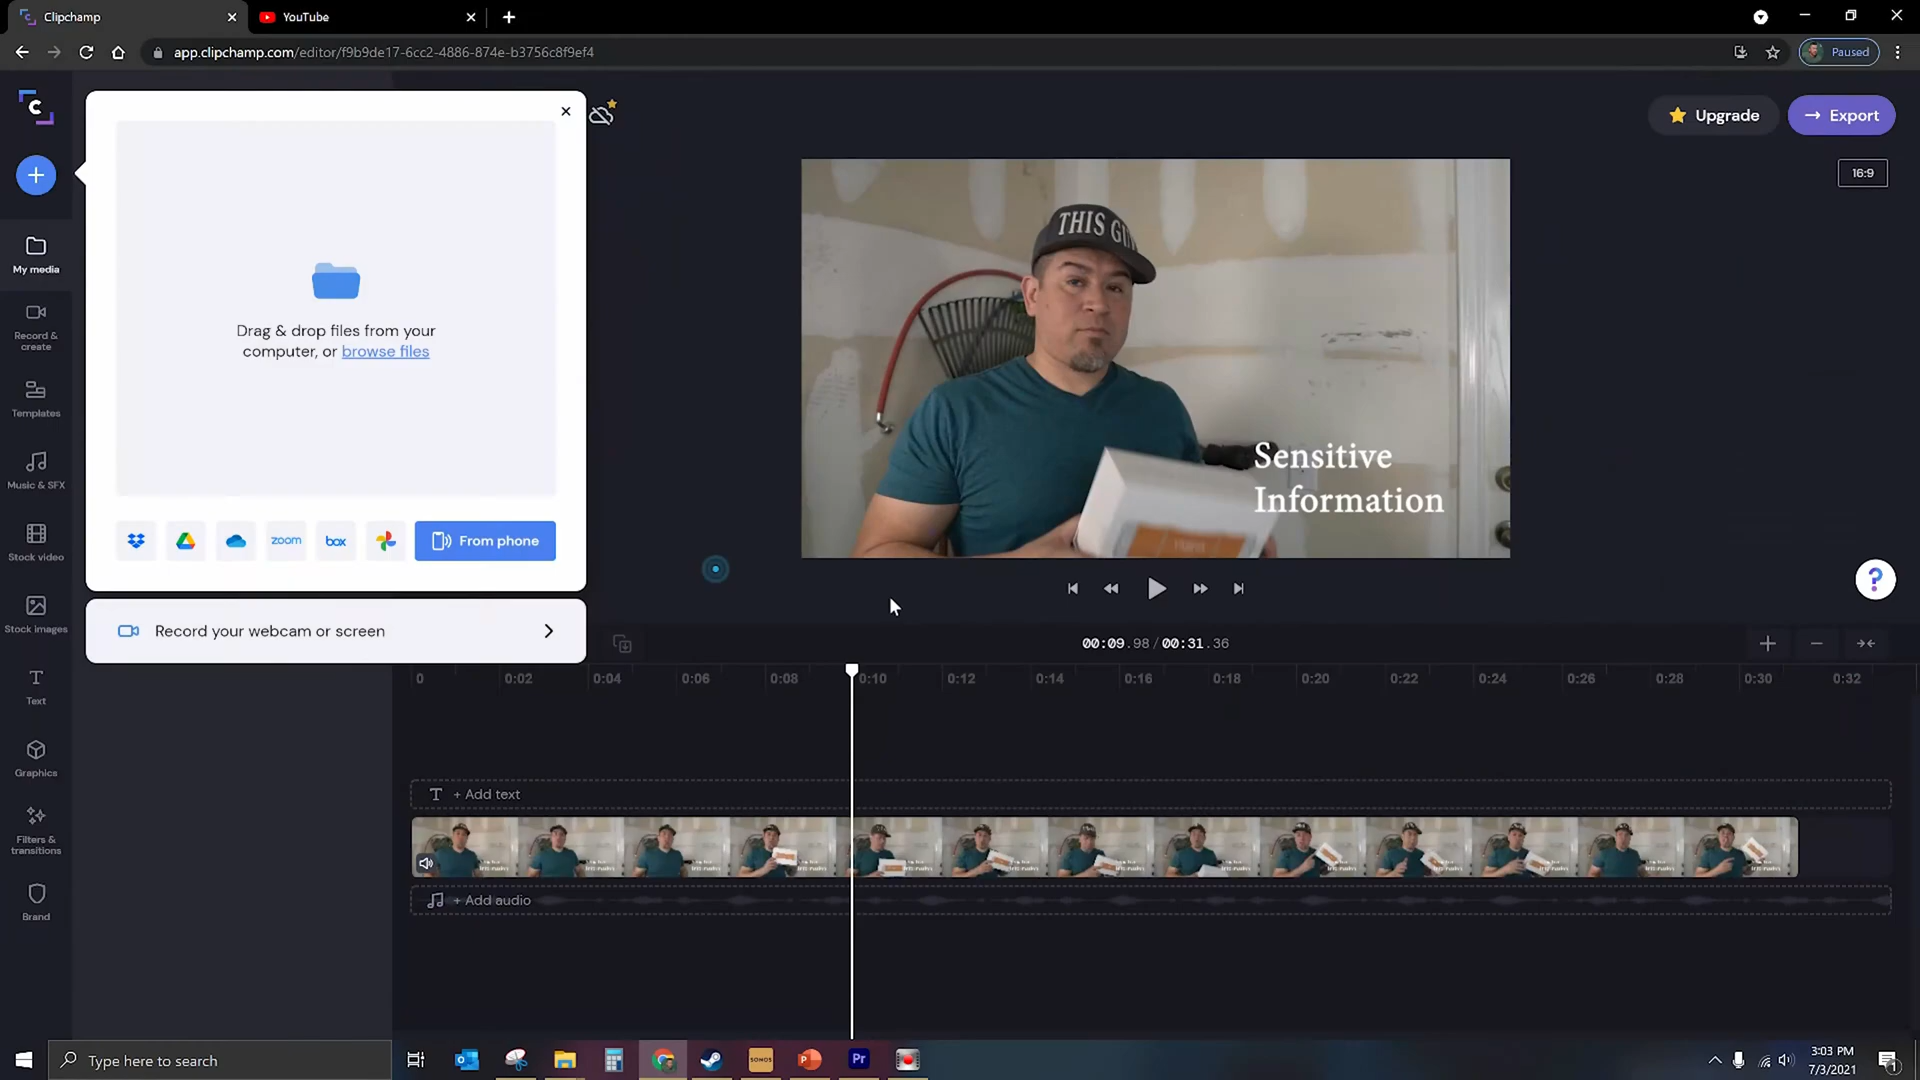 Clipchamp
YouTube
app.clipchamp.com/editor/f9b9de17-6cc2-4886-874e-b3756c8f9ef4
Paused
C
Upgrade
Export
16:9
My media
Record &
create
Templates
Music & SFX
Stock video
Stock images
Text
Graphics
Filters &
transitions
Brand
Drag & drop files from your
computer, or browse files
zoom
box
From phone
Record your webcam or screen
THIS GU
Sensitive
Information
?
00:09.98 / 00:31.36
0
0:02
0:04
0:06
0:08
0:10
0:12
0:14
0:16
0:18
0:20
0:22
0:24
0:26
0:28
0:30
0:32
T + Add text
+ Add audio
Type here to search
SONOS
Pr
3:03 PM
7/3/2021
1